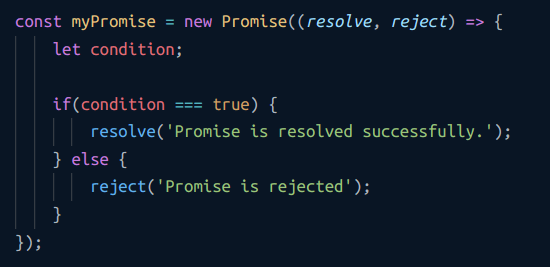 const myPromise = new Promise((resolve, reject) => {
    let condition;

    if(condition === true) {
        resolve('Promise is resolved successfully.');
    } else {
        reject('Promise is rejected');
    }
});